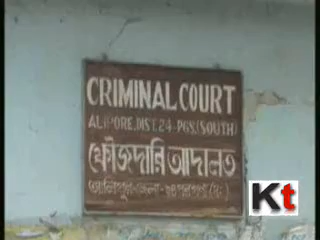 CRIMINAL COURT
ALIPORE, DIST. 24-PGS. (SOUTH)
ফৌজদারি আদালত
Kt